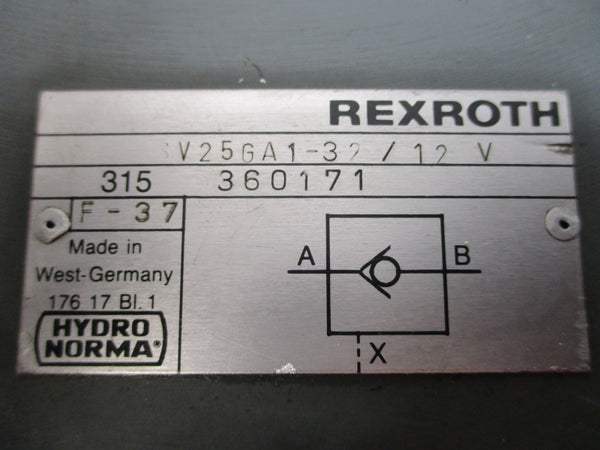 REXROTH
SV25GA1-32 / 12 V
315 360171
F-37
Made in
West-Germany
176 17 Bl. 1
HYDRO
NORMA®
A B
X